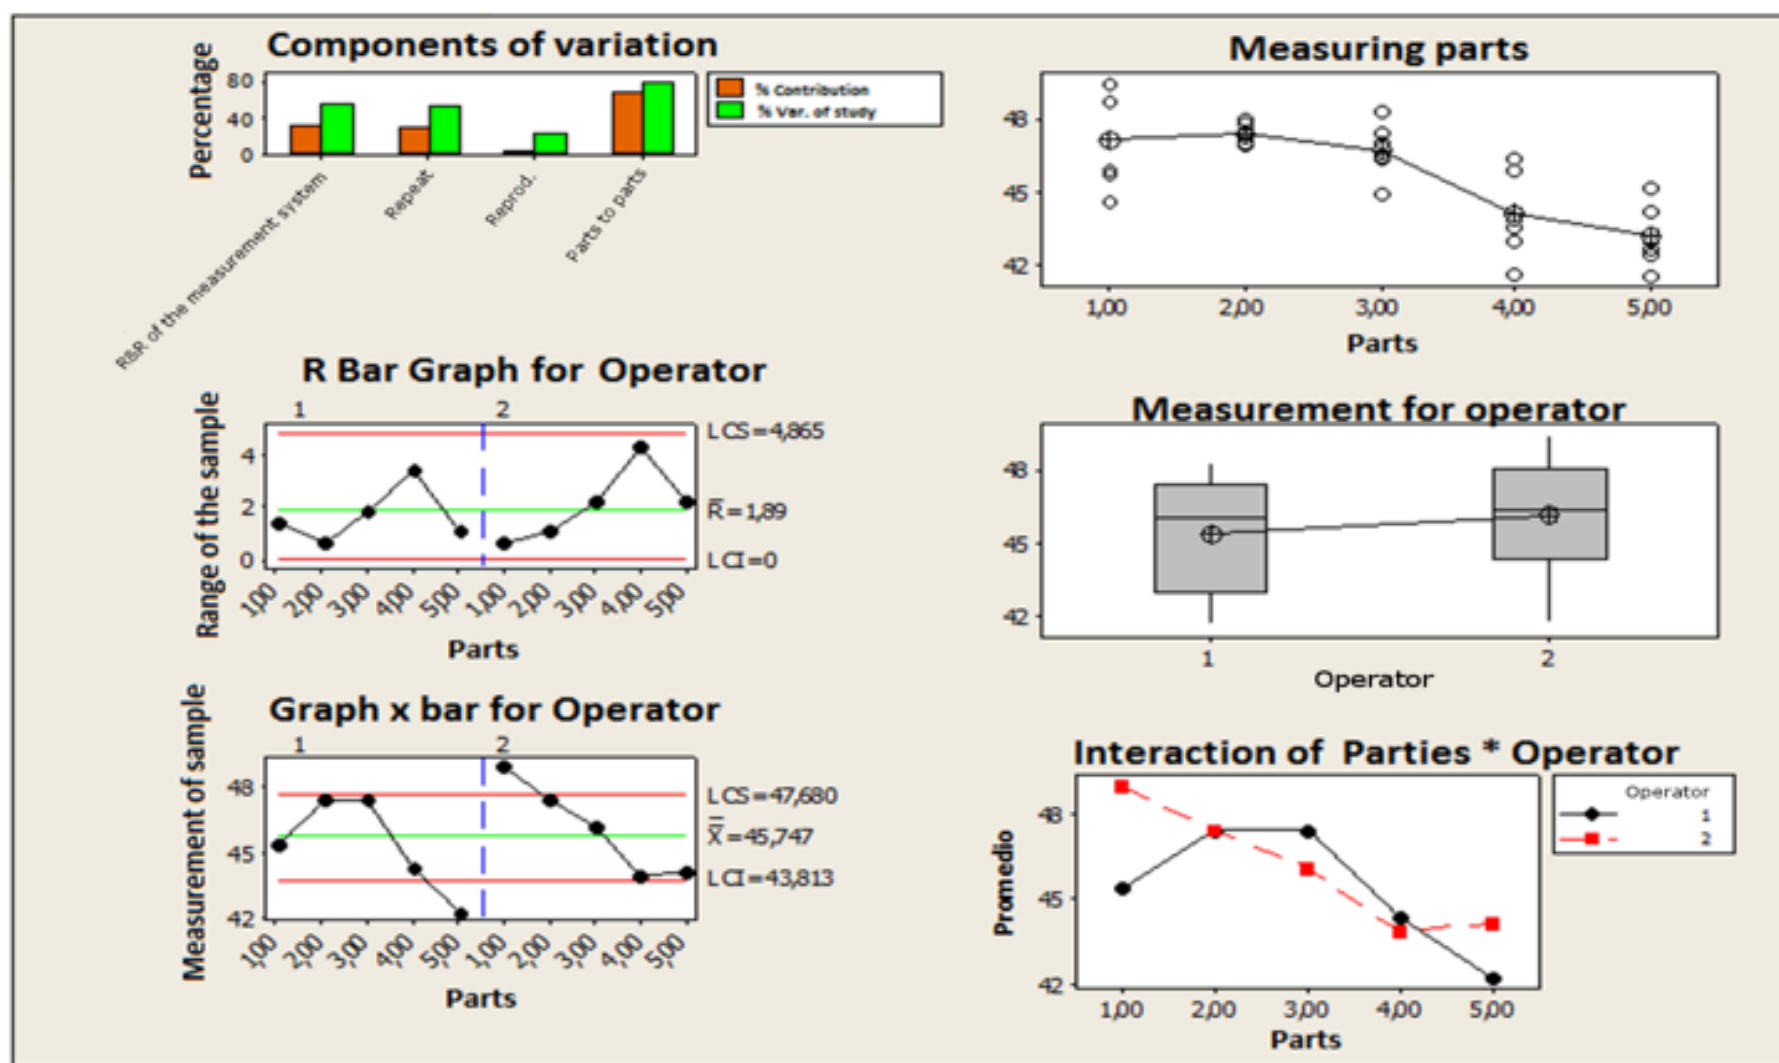 Components of variation
Percentage
80
40
0
R&R of the measurement system
Repeat
Reprod.
Parts to parts
% Contribution
% Var. of study
Measuring parts
48
45
42
1,00 2,00 3,00 4,00 5,00
Parts
R Bar Graph for Operator
Range of the sample
1 2
4
2
0
LCS=4,865
R̅=1,89
LCI=0
1,00 2,00 3,00 4,00 5,00 1,00 2,00 3,00 4,00 5,00
Parts
Measurement for operator
48
45
42
1 2
Operator
Graph x bar for Operator
Measurement of sample
1 2
48
45
42
LCS=47,680
X̿=45,747
LCI=43,813
1,00 2,00 3,00 4,00 5,00 1,00 2,00 3,00 4,00 5,00
Parts
Interaction of Parties * Operator
Promedio
48
45
42
1,00 2,00 3,00 4,00 5,00
Parts
Operator
1
2